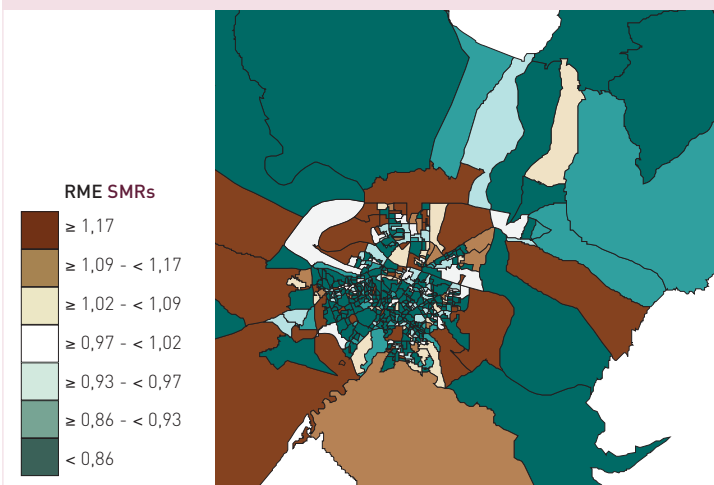 RME SMRs
≥ 1,17
≥ 1,09 - < 1,17
≥ 1,02 - < 1,09
≥ 0,97 - < 1,02
≥ 0,93 - < 0,97
≥ 0,86 - < 0,93
< 0,86